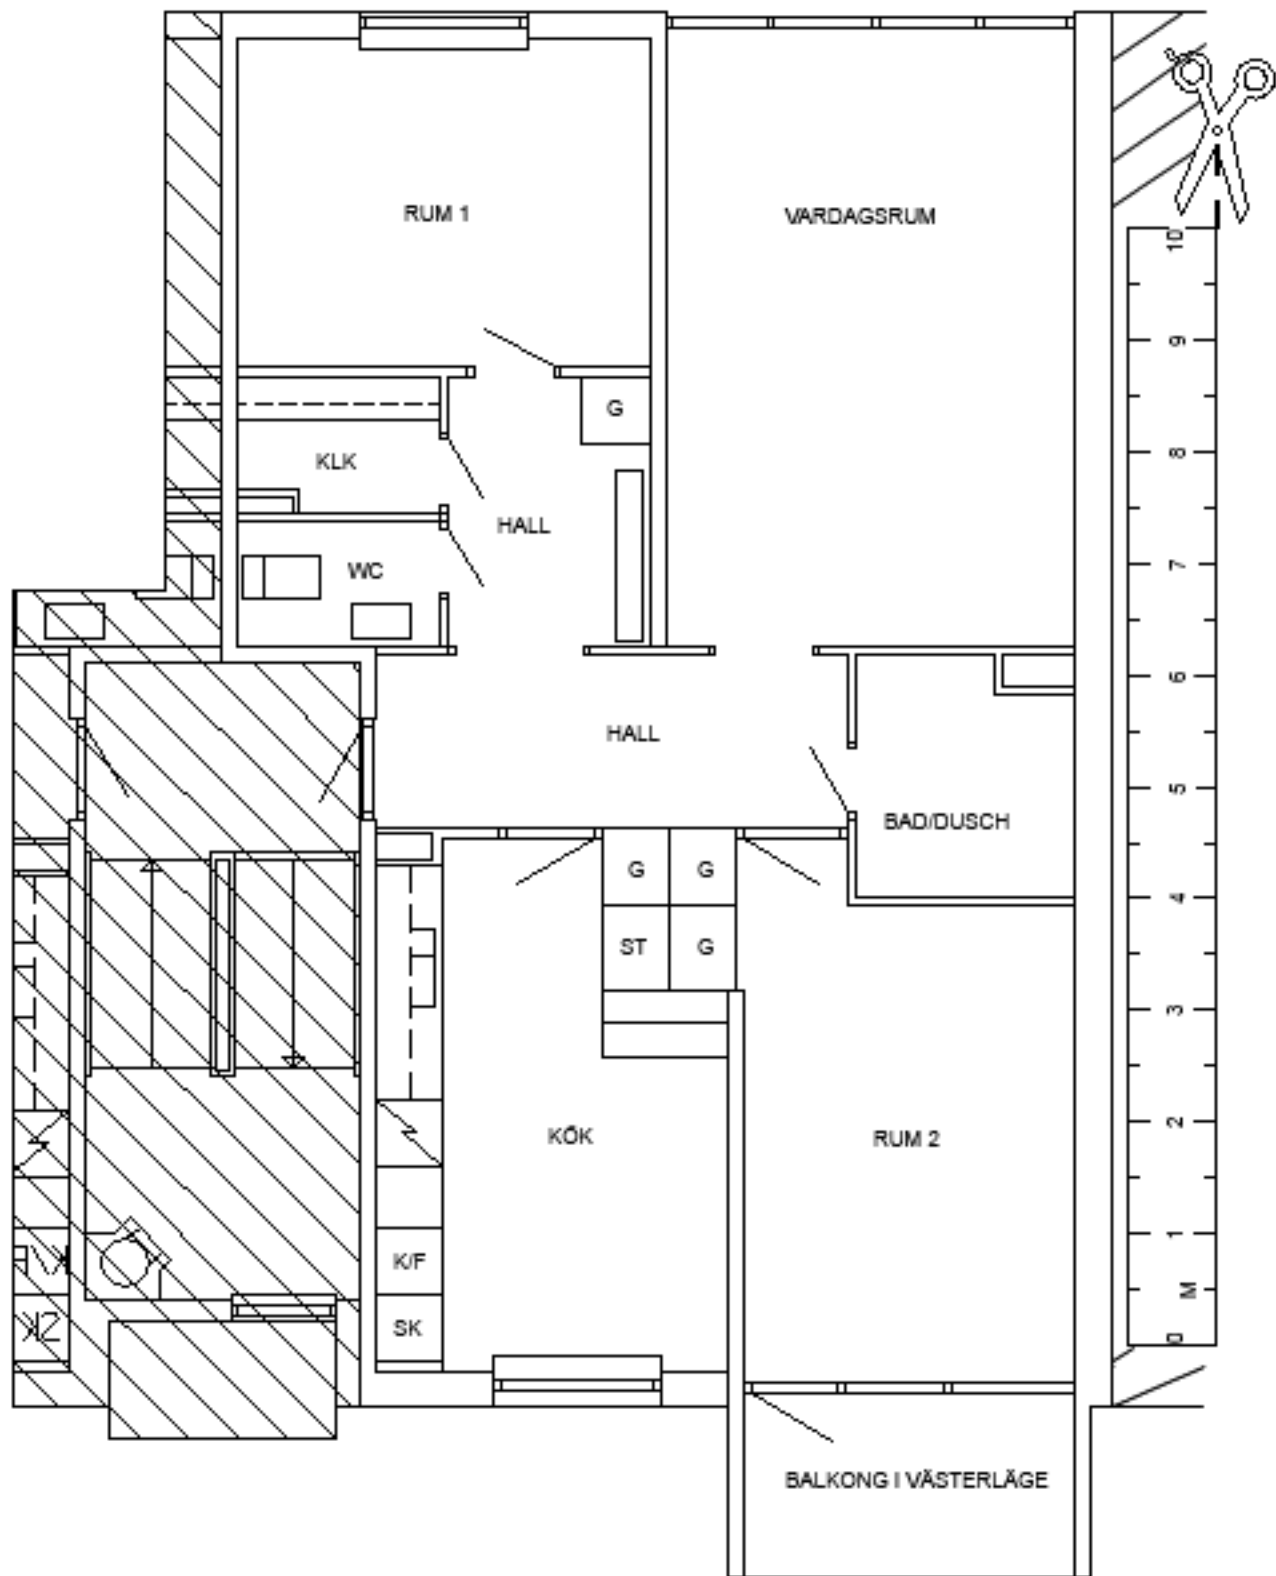 RUM 1
VARDAGSRUM
10
9
G
8
KLK
HALL
7
WC
6
HALL
5
BAD/DUSCH
G
G
4
ST
G
3
KÖK
RUM 2
2
1
K/F
K/F
M
SK
SK
0
BALKONG I VÄSTERLÄGE